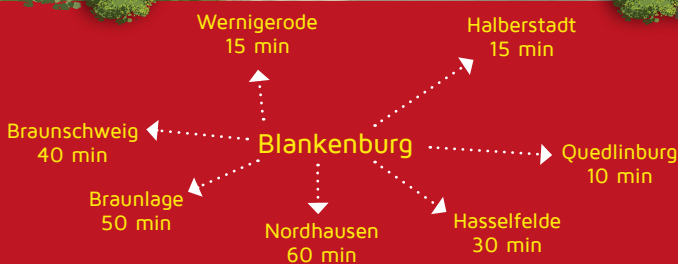 Wernigerode
15 min
Halberstadt
15 min
Braunschweig
40 min
Blankenburg
Quedlinburg
10 min
Braunlage
50 min
Nordhausen
60 min
Hasselfelde
30 min